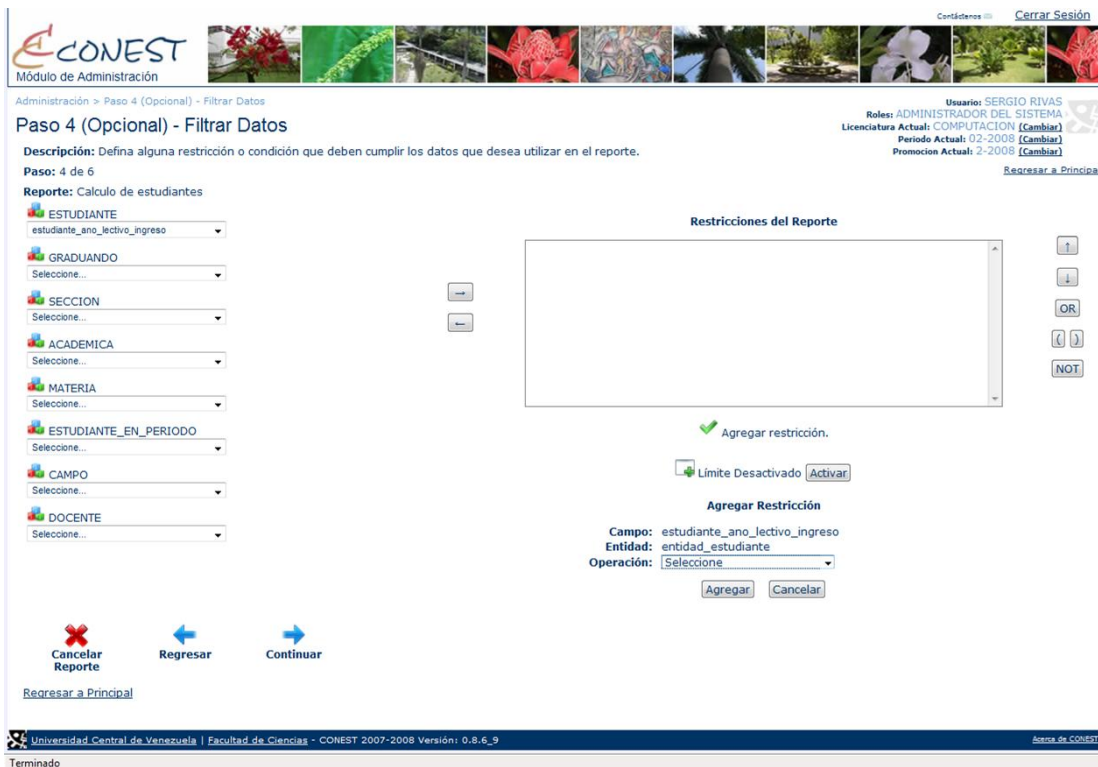 Contáctenos Cerrar Sesión
CONEST
Módulo de Administración
Administración > Paso 4 (Opcional) - Filtrar Datos
Paso 4 (Opcional) - Filtrar Datos
Usuario: SERGIO RIVAS
Roles: ADMINISTRADOR DEL SISTEMA
Licenciatura Actual: COMPUTACION (Cambiar)
Periodo Actual: 02-2008 (Cambiar)
Promocion Actual: 2-2008 (Cambiar)
Descripción: Defina alguna restricción o condición que deben cumplir los datos que desea utilizar en el reporte.
Paso: 4 de 6
Regresar a Principa
Reporte: Calculo de estudiantes
ESTUDIANTE
estudiante_ano_lectivo_ingreso
GRADUANDO
Seleccione...
SECCION
Seleccione...
ACADEMICA
Seleccione...
MATERIA
Seleccione...
ESTUDIANTE_EN_PERIODO
Seleccione...
CAMPO
Seleccione...
DOCENTE
Seleccione...
→
←
Restricciones del Reporte
↑
↓
OR
( )
NOT
Agregar restricción.
Límite Desactivado Activar
Agregar Restricción
Campo: estudiante_ano_lectivo_ingreso
Entidad: entidad_estudiante
Operación: Seleccione
Agregar Cancelar
Cancelar Reporte
Regresar
Continuar
Regresar a Principal
Universidad Central de Venezuela | Facultad de Ciencias - CONEST 2007-2008 Versión: 0.8.6_9
Acerca de CONEST
Terminado